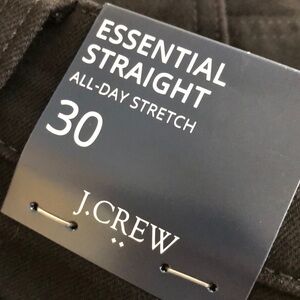 ESSENTIAL
STRAIGHT
ALL-DAY STRETCH
30
J.CREW